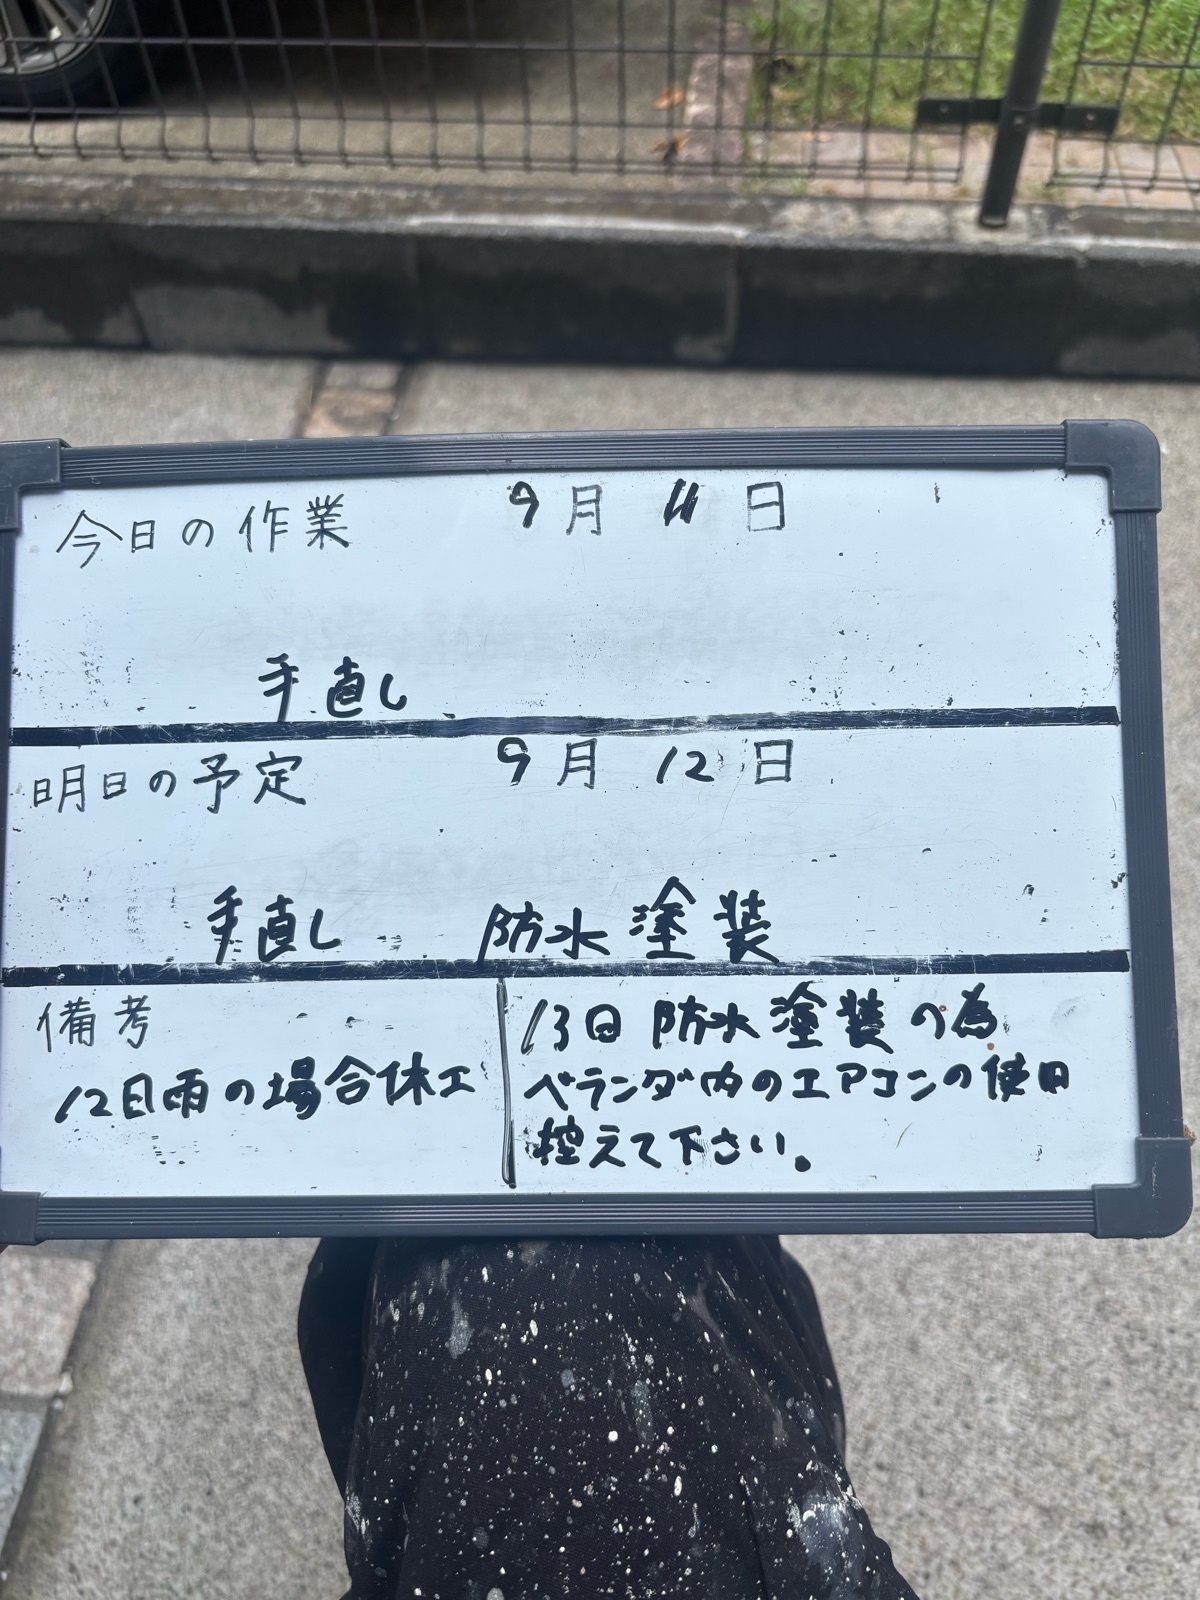 今日の作業 9月 11日
手直し
明日の予定 9月 12日
手直し 防水塗装
備考
12日雨の場合休工
13日 防水塗装の為
ベランダ内のエアコンの使用
控えて下さい。